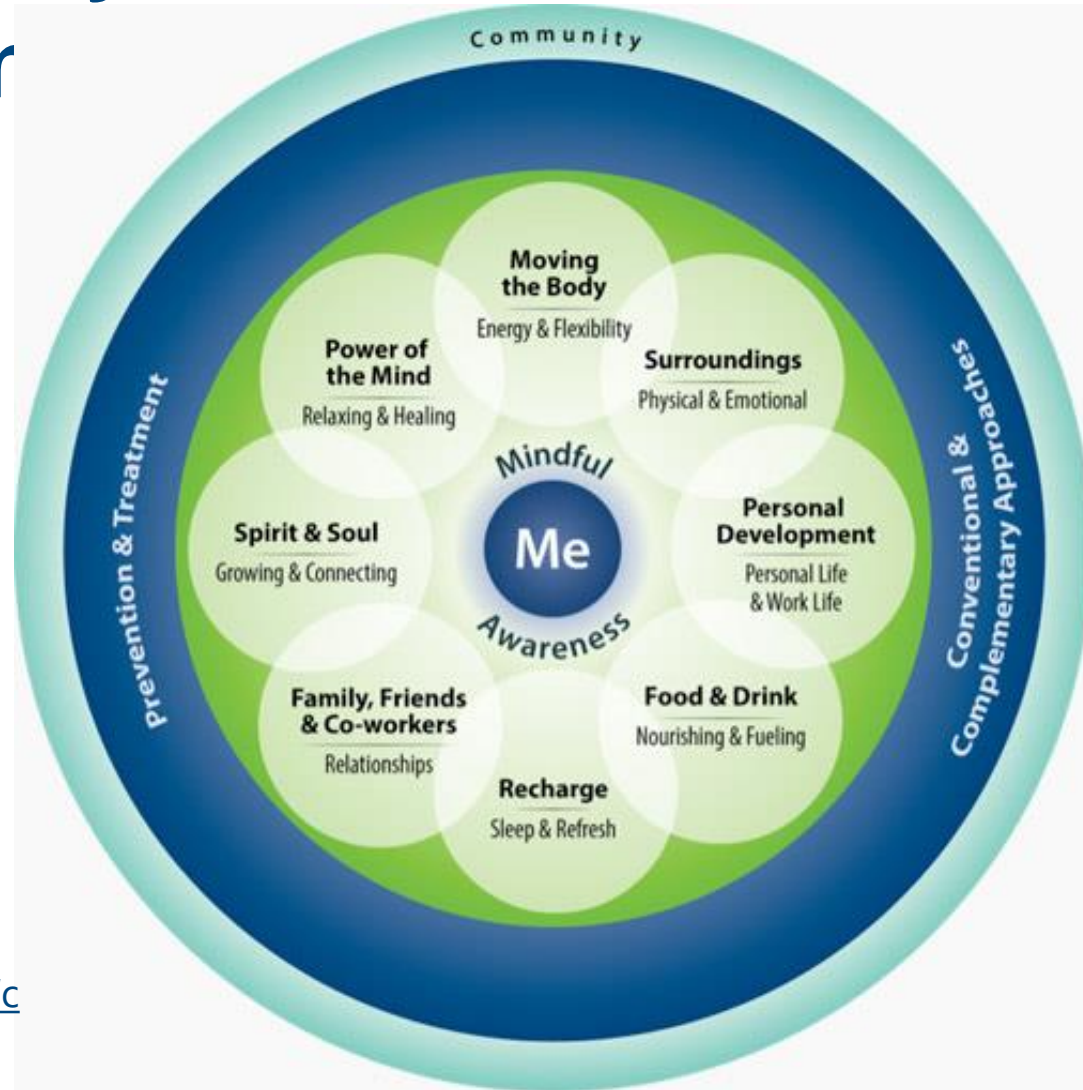 Community
Prevention & Treatment
Conventional &
Complementary Approaches
Moving
the Body
Energy & Flexibility
Surroundings
Physical & Emotional
Personal
Development
Personal Life
& Work Life
Food & Drink
Nourishing & Fueling
Recharge
Sleep & Refresh
Family, Friends
& Co-workers
Relationships
Spirit & Soul
Growing & Connecting
Power of
the Mind
Relaxing & Healing
Mindful
Awareness
Me